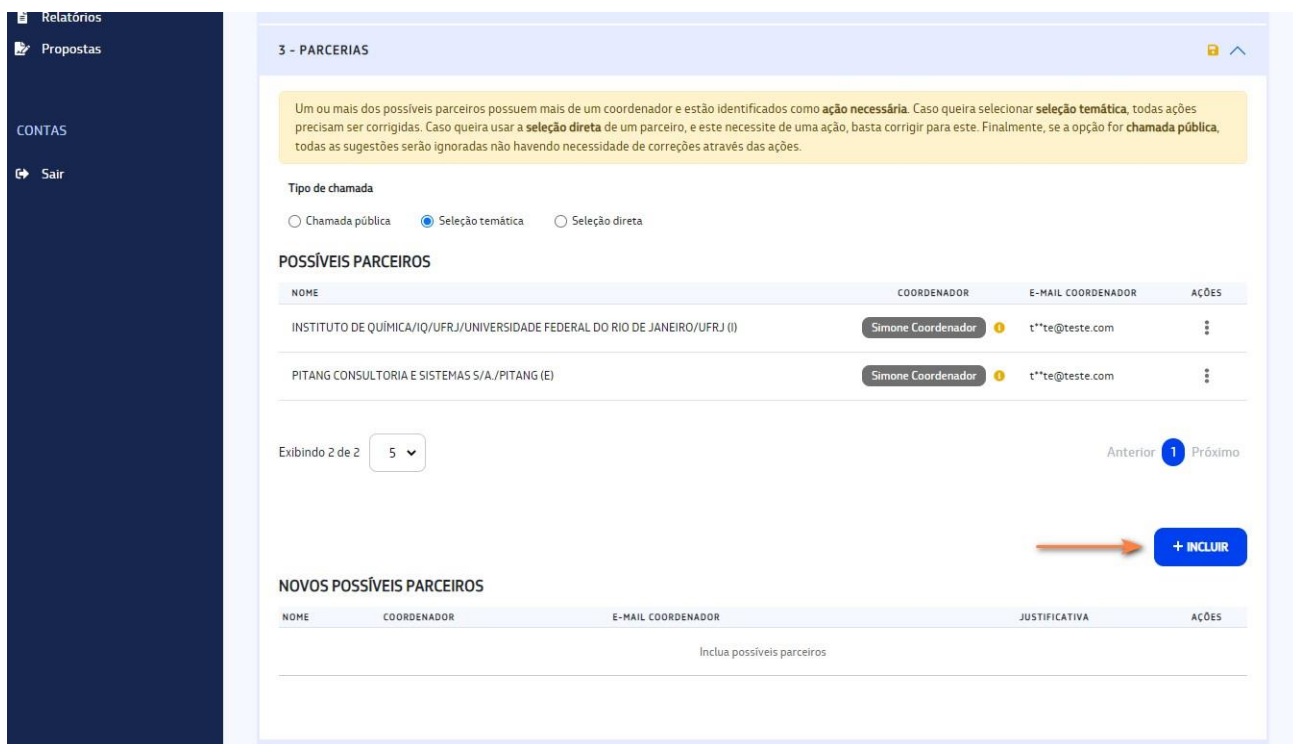 Relatórios
Propostas
CONTAS
Sair
3 - PARCERIAS
Um ou mais dos possíveis parceiros possuem mais de um coordenador e estão identificados como ação necessária. Caso queira selecionar seleção temática, todas ações
precisam ser corrigidas. Caso queira usar a seleção direta de um parceiro, e este necessite de uma ação, basta corrigir para este. Finalmente, se a opção for chamada pública,
todas as sugestões serão ignoradas não havendo necessidade de correções através das ações.
Tipo de chamada
Chamada pública Seleção temática Seleção direta
POSSÍVEIS PARCEIROS
NOME COORDENADOR E-MAIL COORDENADOR AÇÕES
INSTITUTO DE QUÍMICA/IQ/UFRJ/UNIVERSIDADE FEDERAL DO RIO DE JANEIRO/UFRJ (I) Simone Coordenador t**te@teste.com
PITANG CONSULTORIA E SISTEMAS S/A./PITANG (E) Simone Coordenador t**te@teste.com
Exibindo 2 de 2 5 Anterior 1 Próximo
+ INCLUIR
NOVOS POSSÍVEIS PARCEIROS
NOME COORDENADOR E-MAIL COORDENADOR JUSTIFICATIVA AÇÕES
Inclua possíveis parceiros